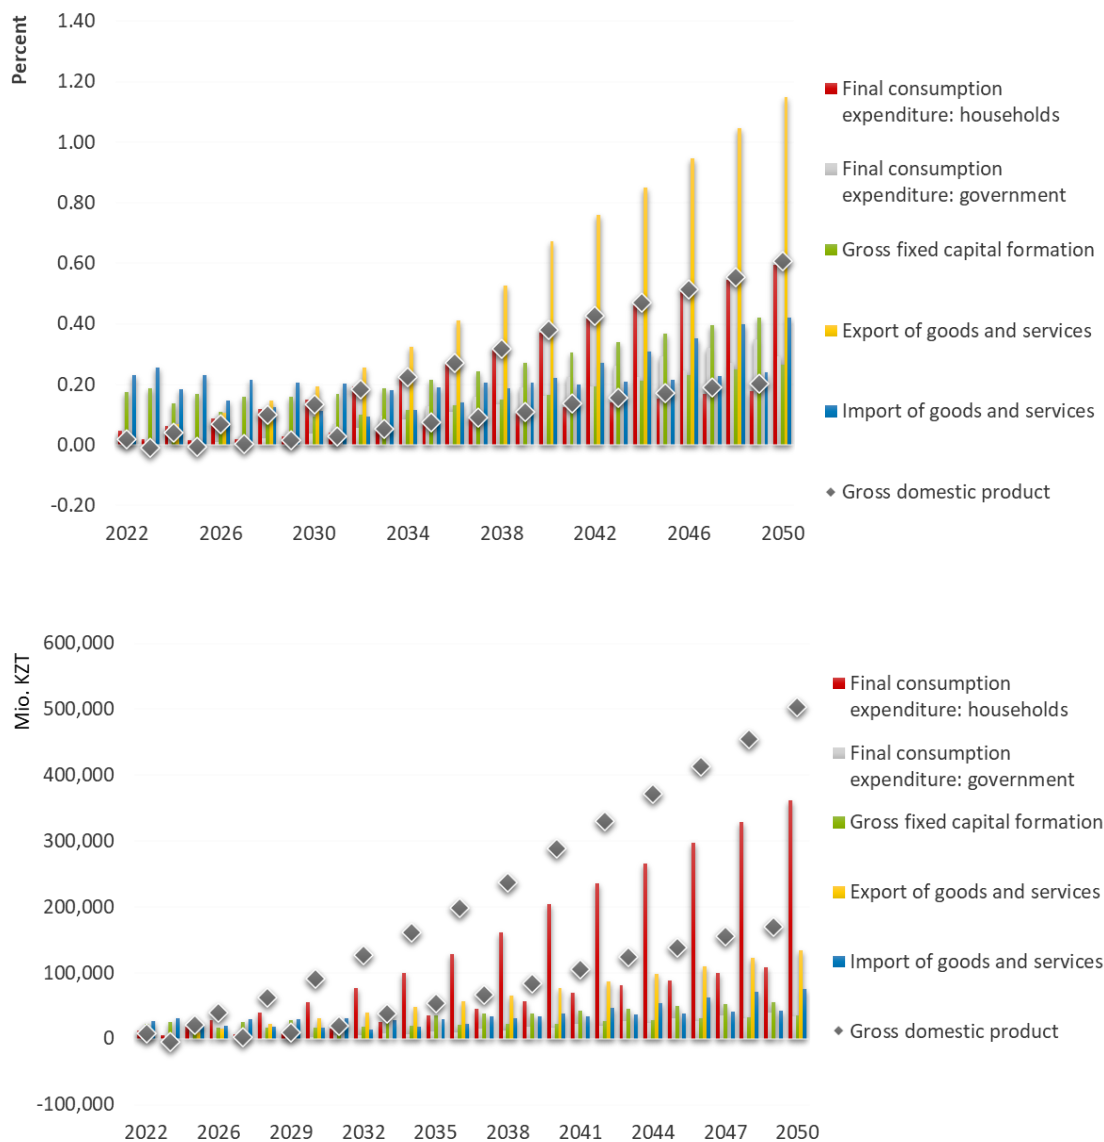 Percent
1.40
1.20
1.00
0.80
0.60
0.40
0.20
0.00
-0.20
2022 2026 2030 2034 2038 2042 2046 2050
Final consumption
expenditure: households
Final consumption
expenditure: government
Gross fixed capital formation
Export of goods and services
Import of goods and services
Gross domestic product
Mio. KZT
600,000
500,000
400,000
300,000
200,000
100,000
0
-100,000
2022 2026 2029 2032 2035 2038 2041 2044 2047 2050
Final consumption
expenditure: households
Final consumption
expenditure: government
Gross fixed capital formation
Export of goods and services
Import of goods and services
Gross domestic product